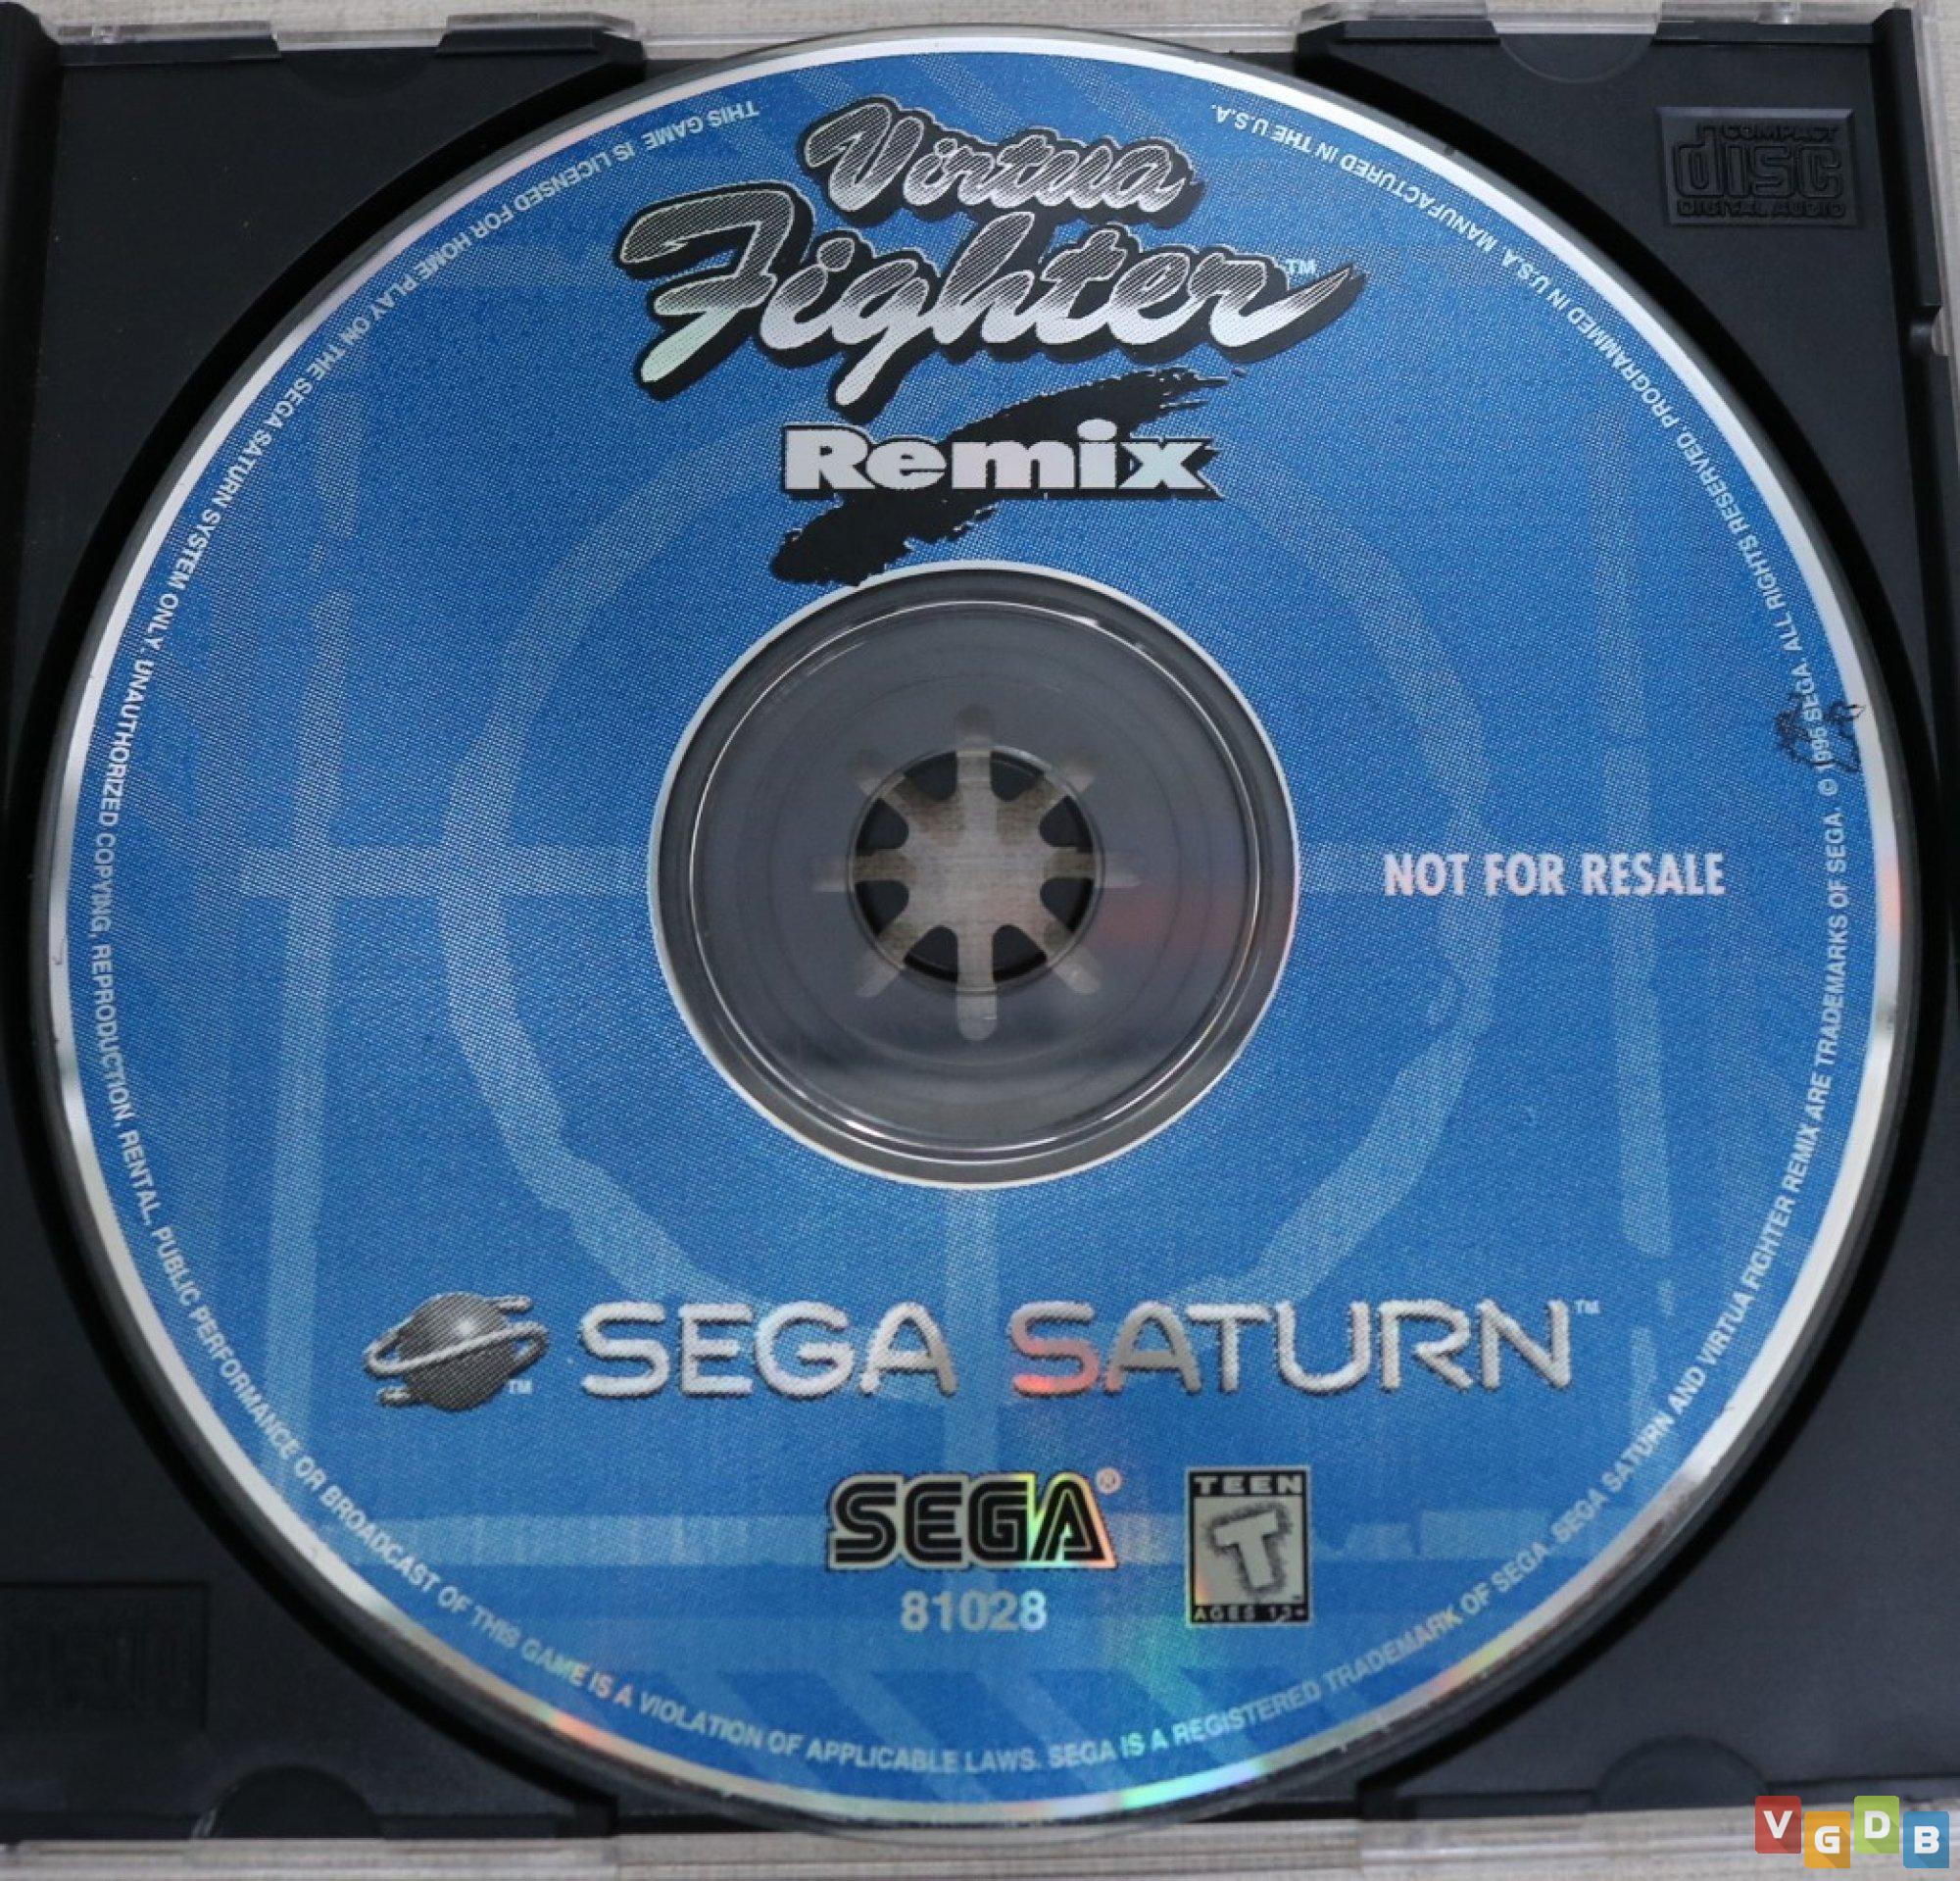 Virtua
Fighter™
Remix
NOT FOR RESALE
SEGA SATURN™
TM
SEGA®
81028
TEEN
T
AGES 13+
THIS GAME IS LICENSED FOR HOME PLAY ON THE SEGA SATURN SYSTEM ONLY. UNAUTHORIZED COPYING, REPRODUCTION, RENTAL, PUBLIC PERFORMANCE OR BROADCAST OF THIS GAME IS A VIOLATION OF APPLICABLE LAWS. SEGA IS A REGISTERED TRADEMARK OF SEGA. SEGA SATURN AND VIRTUA FIGHTER REMIX ARE TRADEMARKS OF SEGA. © 1995 SEGA. ALL RIGHTS RESERVED. PROGRAMMED IN U.S.A. MANUFACTURED IN THE U.S.A.
COMPACT
disc
DIGITAL AUDIO
VGDB